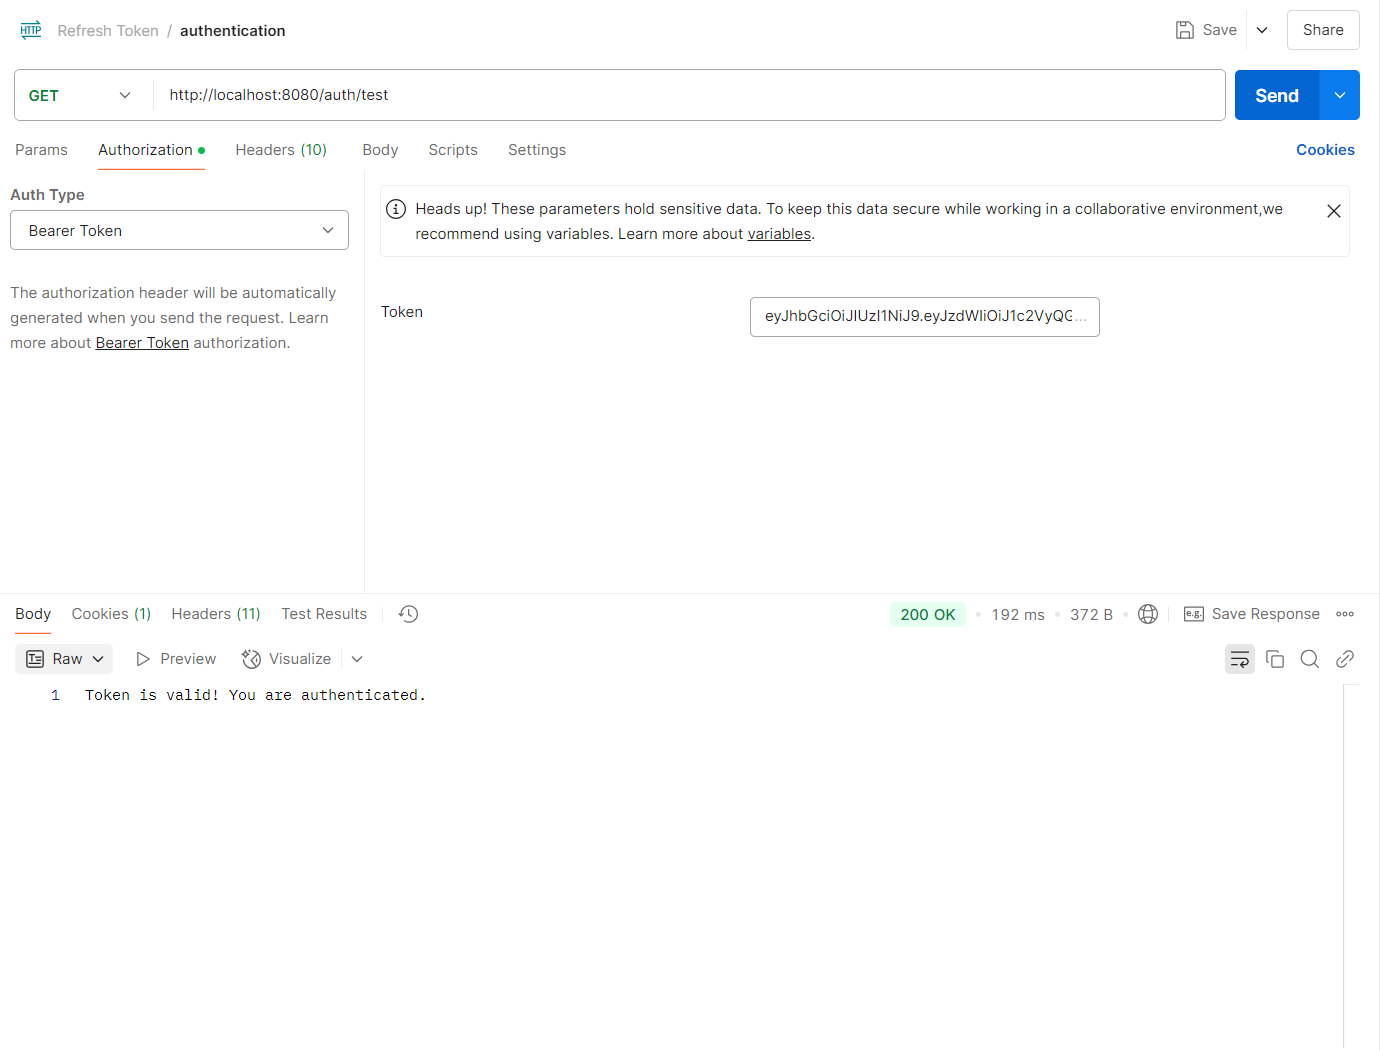 HTTP Refresh Token / authentication Save Share
GET http://localhost:8080/auth/test Send
Params Authorization Headers (10) Body Scripts Settings Cookies
Auth Type
Bearer Token
The authorization header will be automatically
generated when you send the request. Learn
more about Bearer Token authorization.
Heads up! These parameters hold sensitive data. To keep this data secure while working in a collaborative environment,we
recommend using variables. Learn more about variables.
Token eyJhbGciOiJIUzI1NiJ9.eyJzdWIiOiJ1c2VyQG...
Body Cookies (1) Headers (11) Test Results 200 OK • 192 ms • 372 B • e.g. Save Response
Raw Preview Visualize
1 Token is valid! You are authenticated.